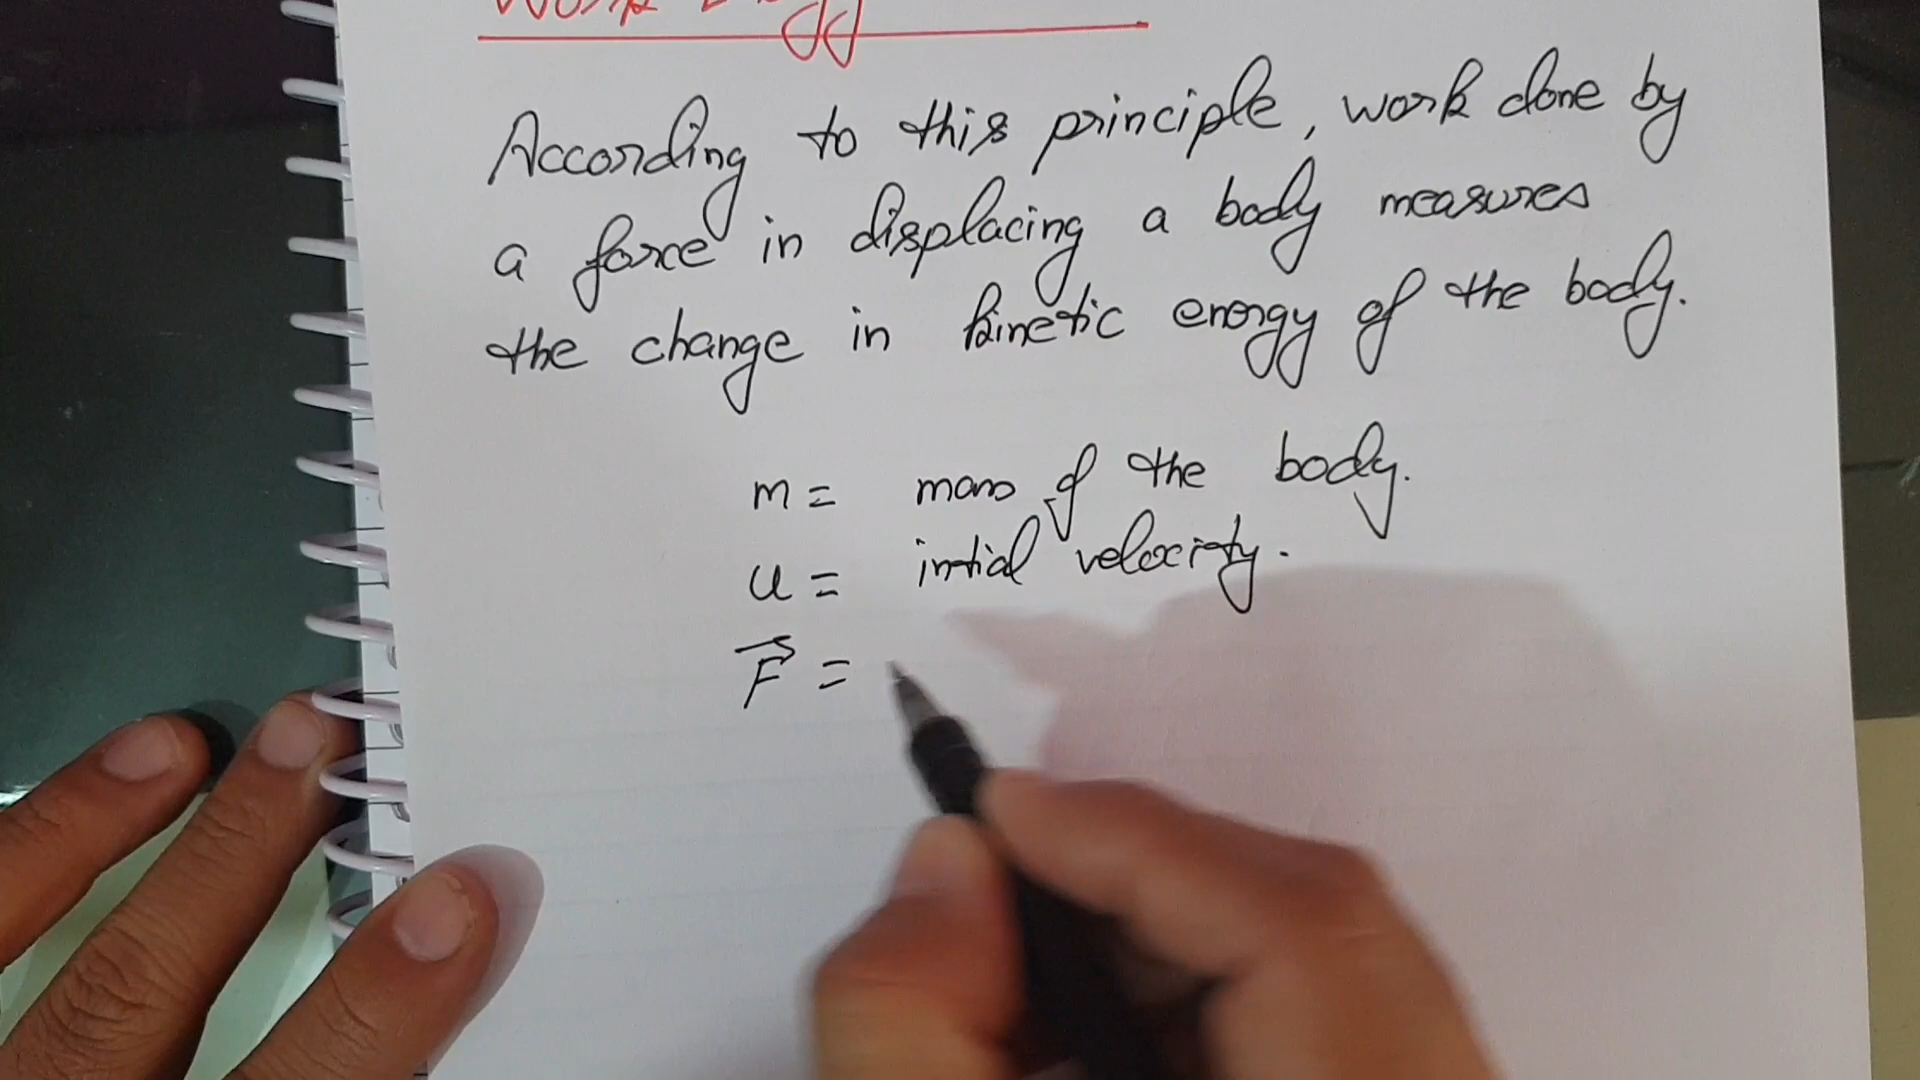 According to this principle, work done by
a force in displacing a body measures
the change in kinetic energy of the body.
m = mass of the body.
u = intial velocity.
F =